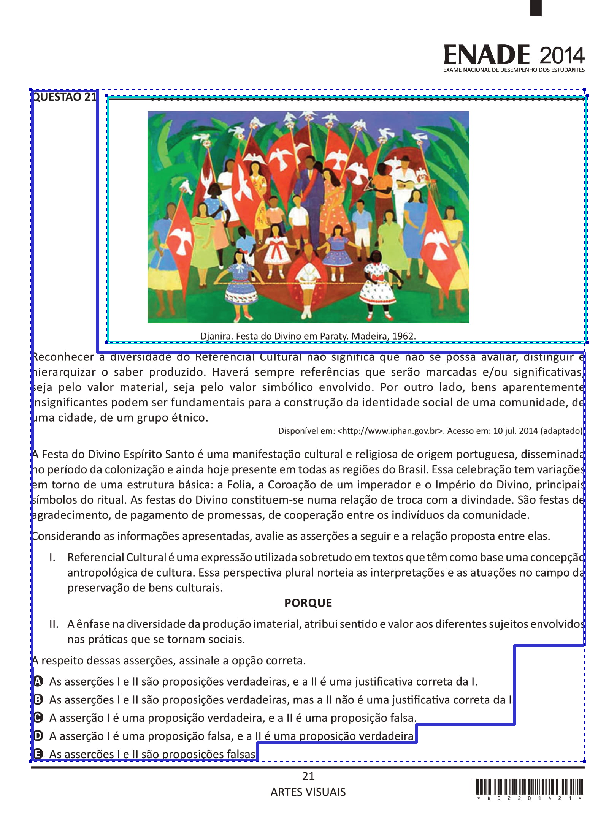 ENADE 2014
EXAME NACIONAL DE DESEMPENHO DOS ESTUDANTES
QUESTÃO 21
Djanira. Festa do Divino em Paraty. Madeira, 1962.
Reconhecer a diversidade do Referencial Cultural não significa que não se possa avaliar, distinguir e
hierarquizar o saber produzido. Haverá sempre referências que serão marcadas e/ou significativas,
seja pelo valor material, seja pelo valor simbólico envolvido. Por outro lado, bens aparentemente
insignificantes podem ser fundamentais para a construção da identidade social de uma comunidade, de
uma cidade, de um grupo étnico.
Disponível em: <http://www.iphan.gov.br>. Acesso em: 10 jul. 2014 (adaptado).
A Festa do Divino Espírito Santo é uma manifestação cultural e religiosa de origem portuguesa, disseminada
no período da colonização e ainda hoje presente em todas as regiões do Brasil. Essa celebração tem variações
em torno de uma estrutura básica: a Folia, a Coroação de um imperador e o Império do Divino, principais
símbolos do ritual. As festas do Divino constituem-se numa relação de troca com a divindade. São festas de
agradecimento, de pagamento de promessas, de cooperação entre os indivíduos da comunidade.
Considerando as informações apresentadas, avalie as asserções a seguir e a relação proposta entre elas.
I. Referencial Cultural é uma expressão utilizada sobretudo em textos que têm como base uma concepção
antropológica de cultura. Essa perspectiva plural norteia as interpretações e as atuações no campo da
preservação de bens culturais.
PORQUE
II. A ênfase na diversidade da produção imaterial, atribui sentido e valor aos diferentes sujeitos envolvidos
nas práticas que se tornam sociais.
A respeito dessas asserções, assinale a opção correta.
A As asserções I e II são proposições verdadeiras, e a II é uma justificativa correta da I.
B As asserções I e II são proposições verdadeiras, mas a II não é uma justificativa correta da I.
C A asserção I é uma proposição verdadeira, e a II é uma proposição falsa.
D A asserção I é uma proposição falsa, e a II é uma proposição verdadeira.
E As asserções I e II são proposições falsas.
21
ARTES VISUAIS